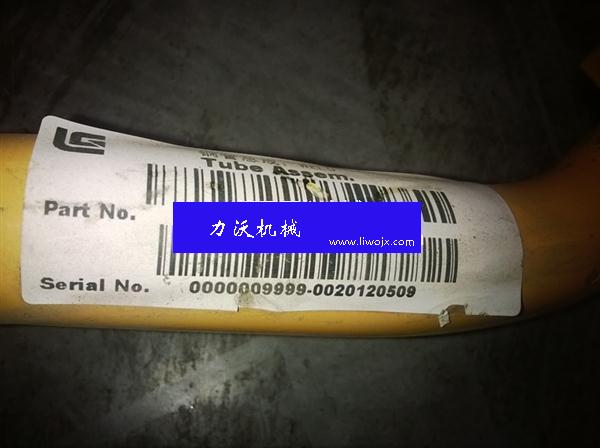 Tube Assem.
Part No.
力沃机械
www.liwojx.com
Serial No. 0000009999-0020120509